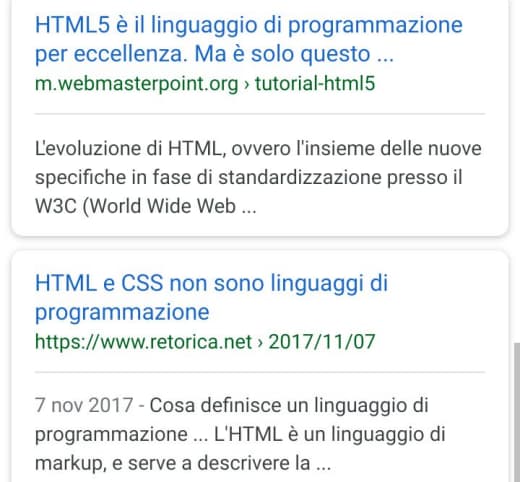 HTML5 è il linguaggio di programmazione
per eccellenza. Ma è solo questo ...
m.webmasterpoint.org › tutorial-html5
L'evoluzione di HTML, ovvero l'insieme delle nuove
specifiche in fase di standardizzazione presso il
W3C (World Wide Web ...
HTML e CSS non sono linguaggi di
programmazione
https://www.retorica.net › 2017/11/07
7 nov 2017 - Cosa definisce un linguaggio di
programmazione ... L'HTML è un linguaggio di
markup, e serve a descrivere la ...